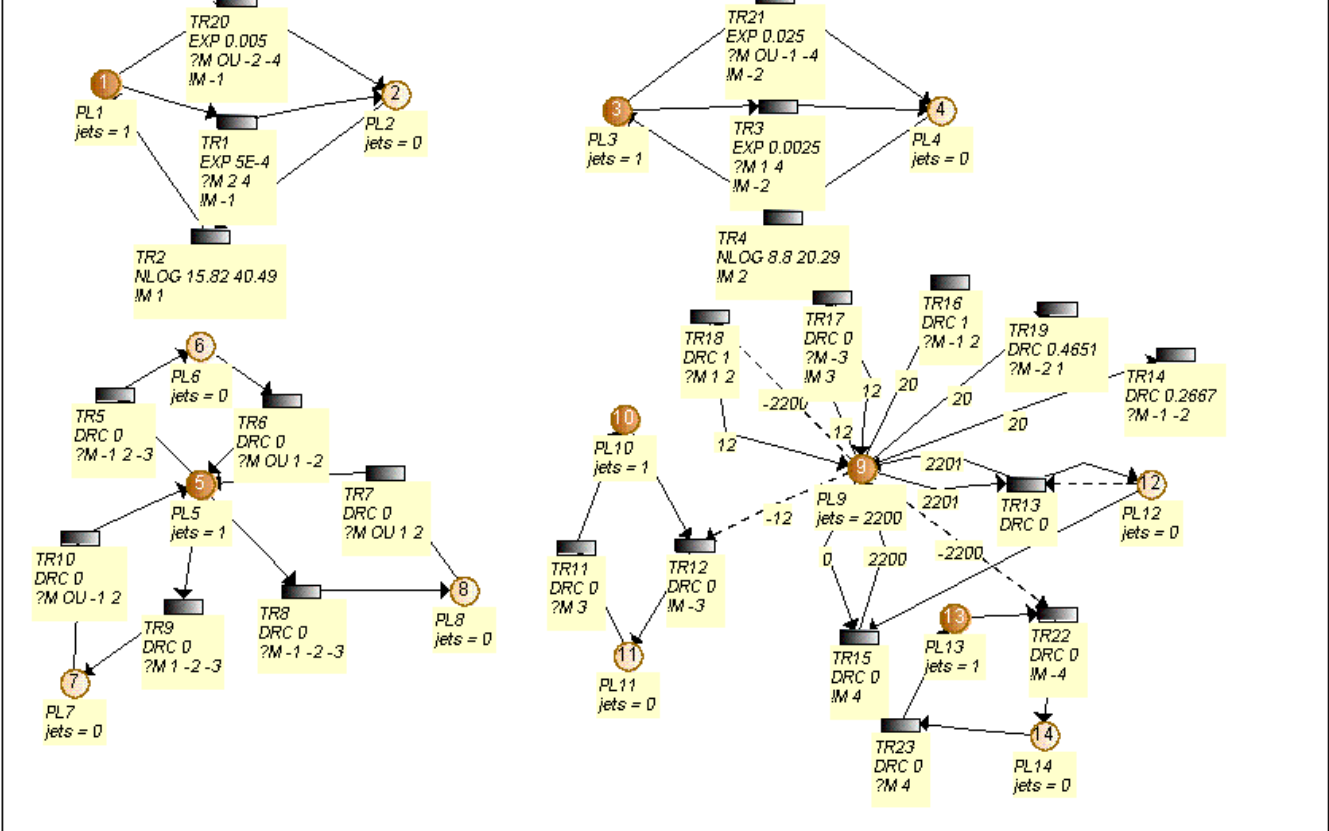 TR20
EXP 0.005
?M OU -2 -4
!M -1
1
PL1
jets = 1
2
PL2
jets = 0
TR1
EXP 5E-4
?M 2 4
!M -1
TR2
NLOG 15.82 40.49
!M 1
TR21
EXP 0.025
?M OU -1 -4
!M -2
3
PL3
jets = 1
4
PL4
jets = 0
TR3
EXP 0.0025
?M 1 4
!M -2
TR4
NLOG 8.8 20.29
!M 2
6
PL6
jets = 0
TR5
DRC 0
?M -1 2 -3
TR6
DRC 0
?M OU 1 -2
5
PL5
jets = 1
TR7
DRC 0
?M OU 1 2
TR10
DRC 0
?M OU -1 2
TR9
DRC 0
?M 1 -2 -3
TR8
DRC 0
?M -1 -2 -3
8
PL8
jets = 0
7
PL7
jets = 0
TR18
DRC 1
?M 1 2
TR17
DRC 0
?M -3
!M 3
TR16
DRC 1
?M -1 2
TR19
DRC 0.4651
?M -2 1
TR14
DRC 0.2667
?M -1 -2
-2200
12
20
20
20
12
12
10
PL10
jets = 1
9
PL9
jets = 2200
2201
2201
TR13
DRC 0
12
PL12
jets = 0
-12
0
2200
-2200
TR11
DRC 0
?M 3
TR12
DRC 0
!M -3
11
PL11
jets = 0
TR15
DRC 0
!M 4
13
PL13
jets = 1
TR22
DRC 0
!M -4
TR23
DRC 0
?M 4
14
PL14
jets = 0